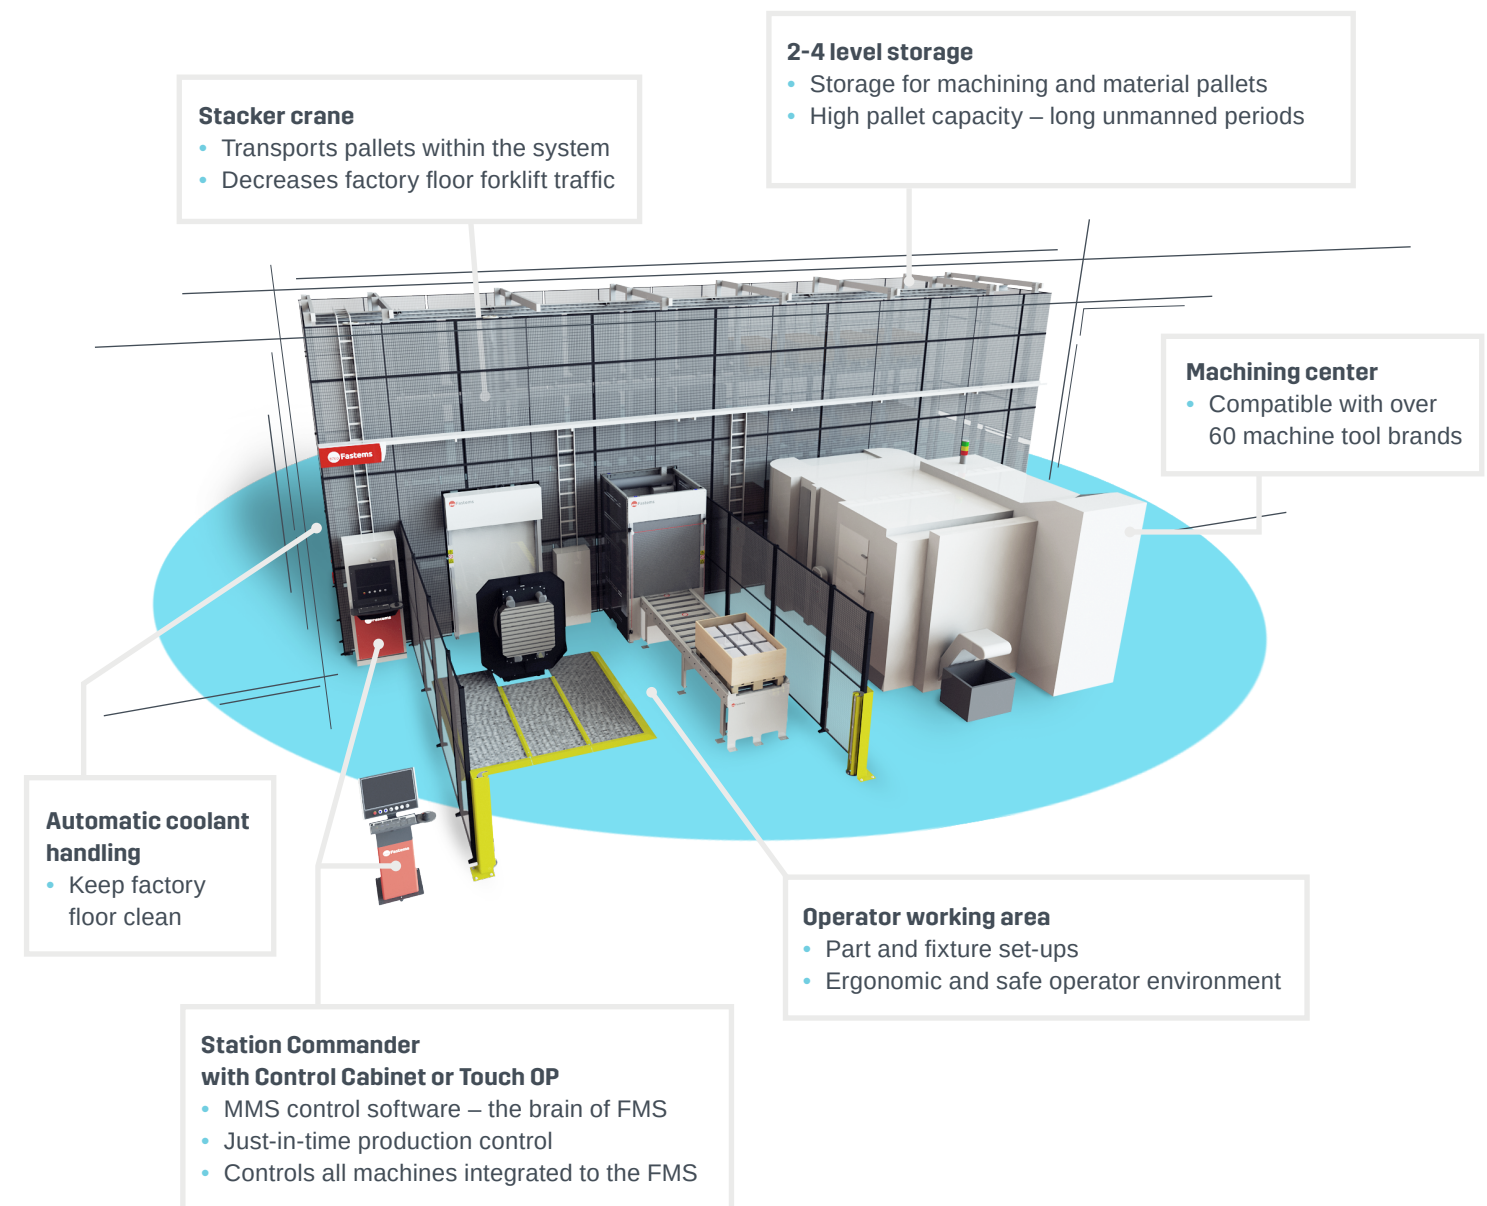 2-4 level storage
• Storage for machining and material pallets
• High pallet capacity – long unmanned periods
Stacker crane
• Transports pallets within the system
• Decreases factory floor forklift traffic
Machining center
• Compatible with over
60 machine tool brands
Fastems
Fastems
Fastems
Fastems
Fastems
Automatic coolant
handling
• Keep factory
floor clean
Operator working area
• Part and fixture set-ups
• Ergonomic and safe operator environment
Station Commander
with Control Cabinet or Touch OP
• MMS control software – the brain of FMS
• Just-in-time production control
• Controls all machines integrated to the FMS